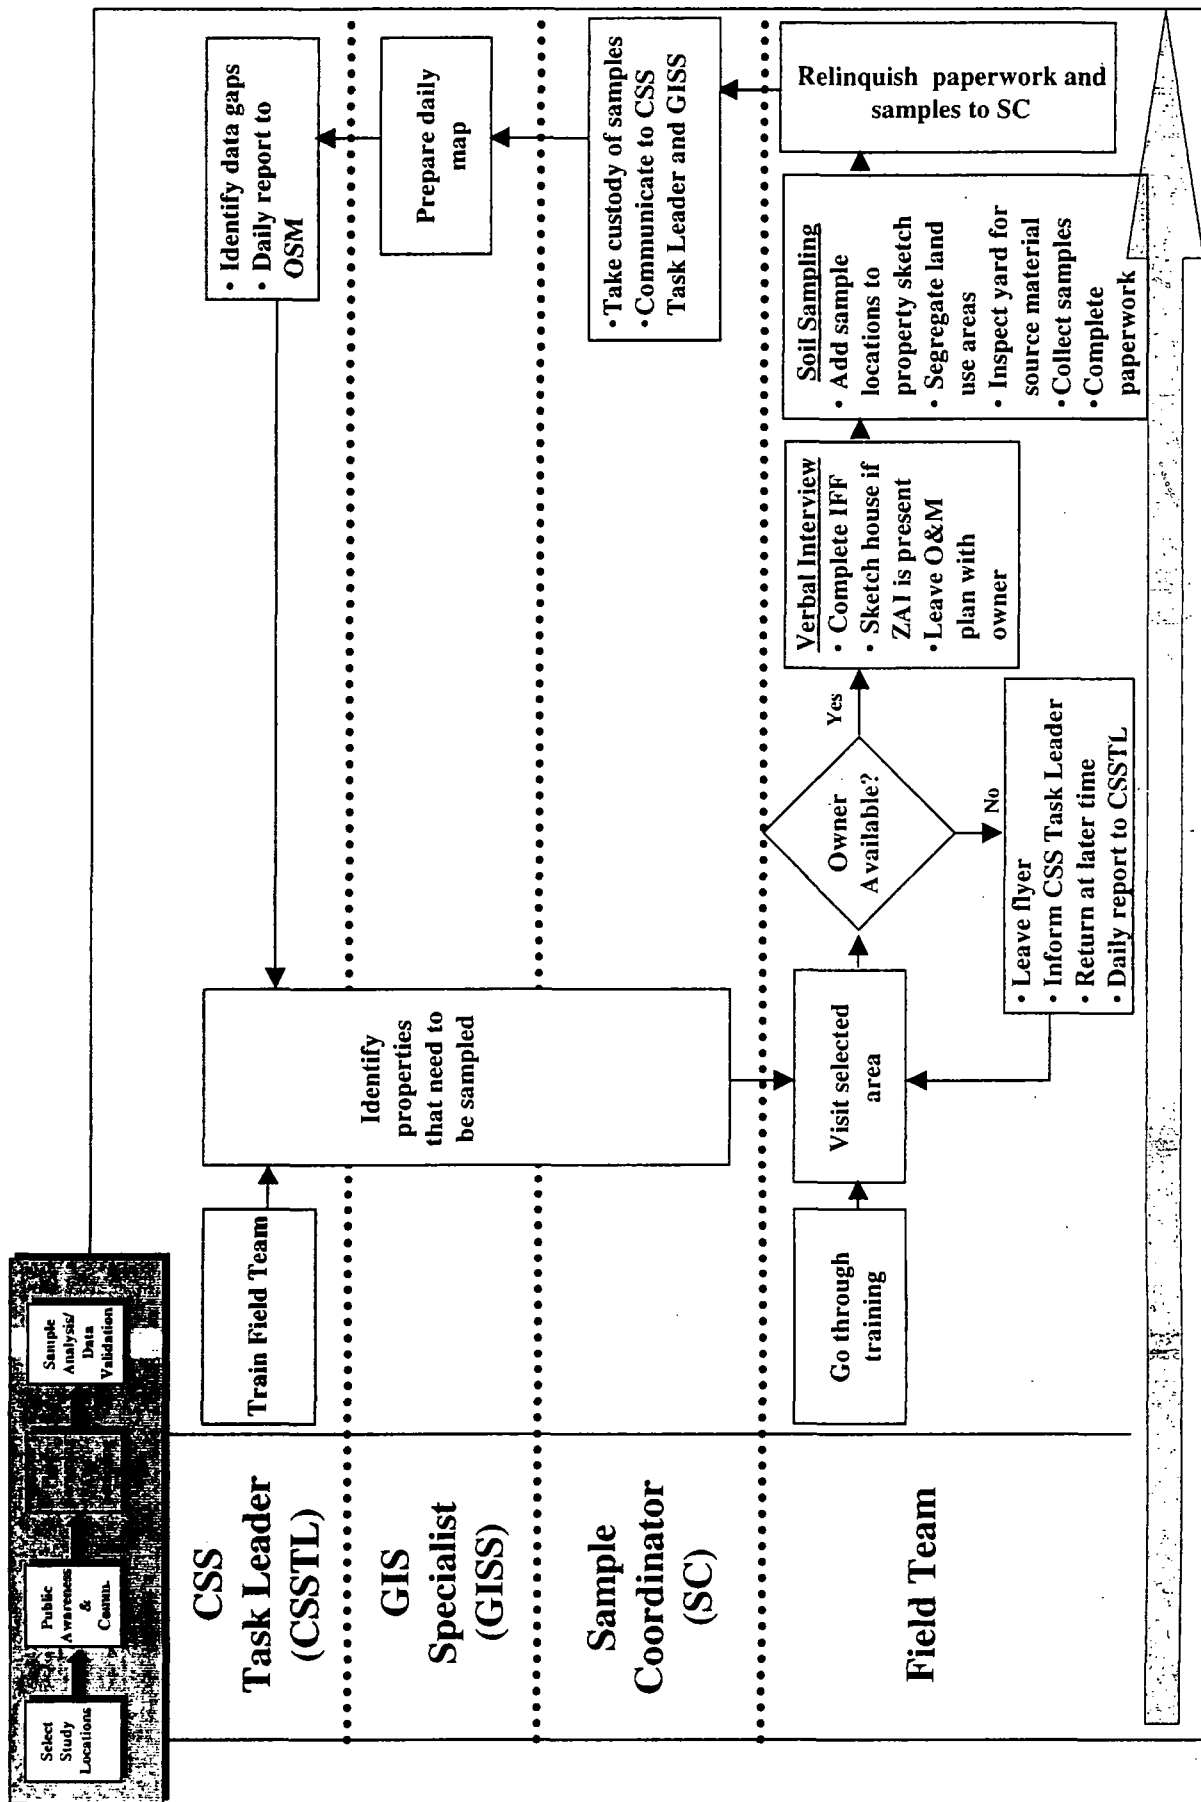 Select
Study
Locations
Public
Awareness
&
Comm.
Sample
Analysis/
Data
Validation
CSS
Task Leader
(CSSTL)
Train Field Team
Identify
properties
that need to
be sampled
• Identify data gaps
• Daily report to
OSM
GIS
Specialist
(GISS)
Prepare daily
map
Sample
Coordinator
(SC)
• Take custody of samples
• Communicate to CSS
Task Leader and GISS
Field Team
Go through
training
Visit selected
area
Owner
Available?
Yes
No
• Leave flyer
• Inform CSS Task Leader
• Return at later time
• Daily report to CSSTL
Verbal Interview
• Complete IFF
• Sketch house if
ZAI is present
• Leave O&M
plan with
owner
Soil Sampling
• Add sample
locations to
property sketch
• Segregate land
use areas
• Inspect yard for
source material
• Collect samples
• Complete
paperwork
Relinquish paperwork and
samples to SC